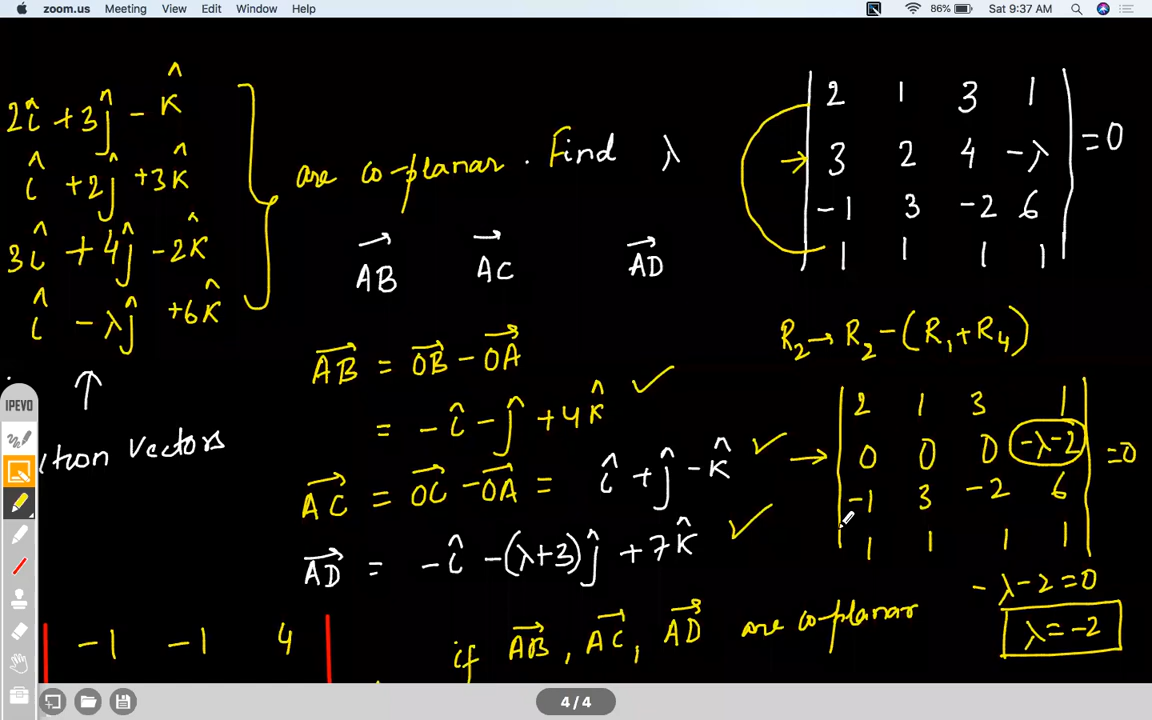 zoom.us Meeting View Edit Window Help 86% Sat 9:37 AM
2î + 3ĵ - k̂
î + 2ĵ + 3k̂
3î + 4ĵ - 2k̂
î - λĵ + 6k̂
are co-planar. Find λ
ction vectors
AB→ AC→ AD→
AB→ = OB→ - OA→
= -î - ĵ + 4k̂
AC→ = OC→ - OA→ = î + ĵ - k̂
AD→ = -î - (λ+3)ĵ + 7k̂
-1 -1 4
if AB→, AC→, AD→ are co-planar
2 1 3 1
3 2 4 -λ = 0
-1 3 -2 6
1 1 1 1
R₂ → R₂ - (R₁ + R₄)
2 1 3 1
→ 0 0 0 -λ-2 = 0
-1 3 -2 6
1 1 1 1
-λ-2 = 0
λ = -2
IPEVO
4/4